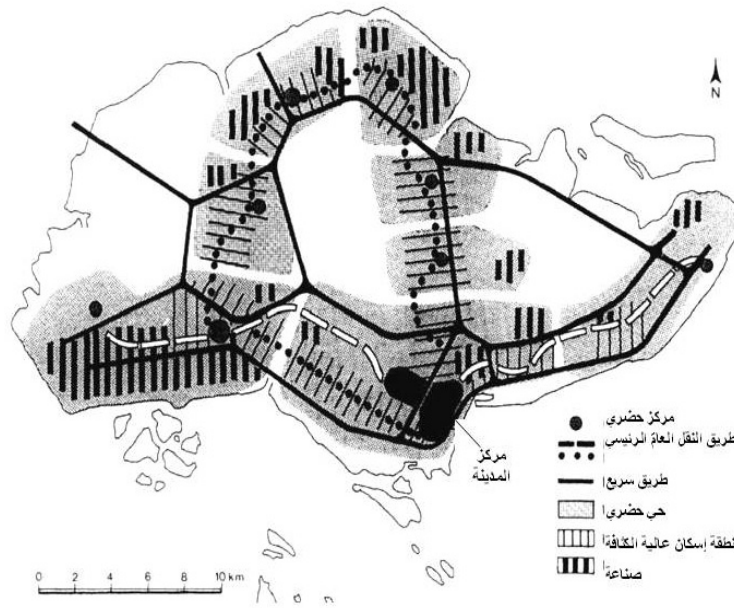 N
مركز حضري
طريق النقل العام الرئيسي
طريق سريع
حي حضري
نطقة إسكان عالية الكثافة
صناعة
مركز
المدينة
0 2 4 6 8 10 km